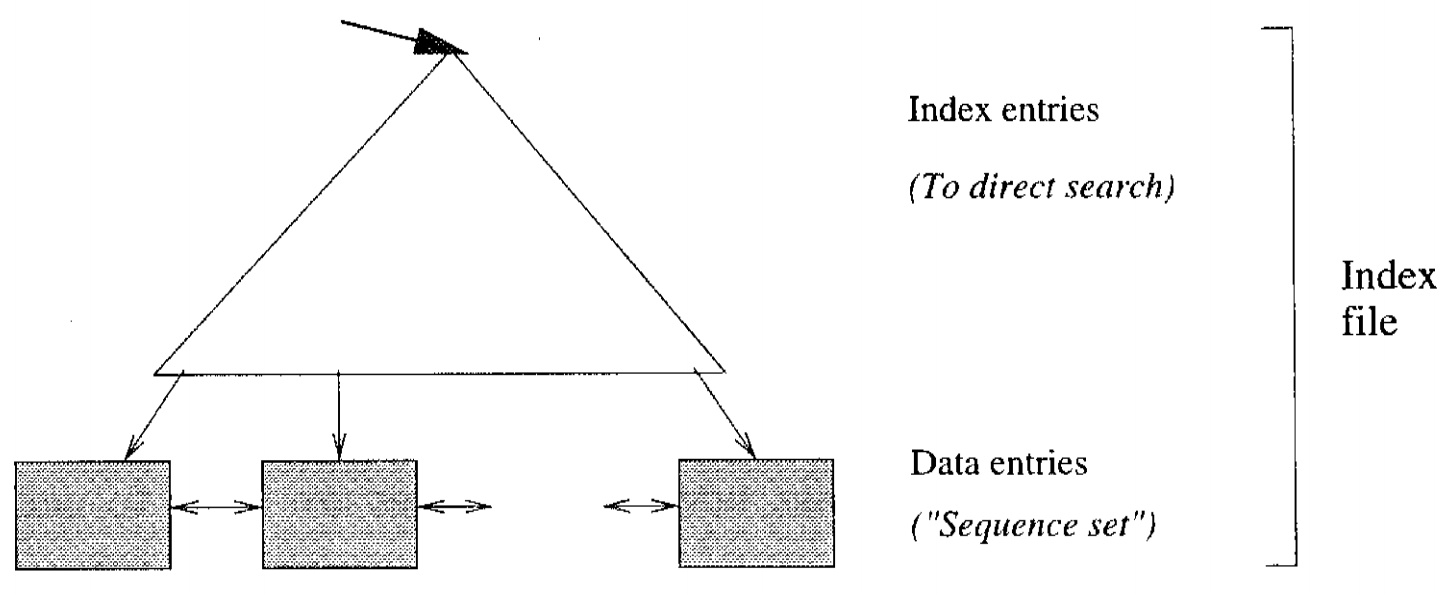 Index entries
(To direct search)
Index
file
Data entries
("Sequence set")